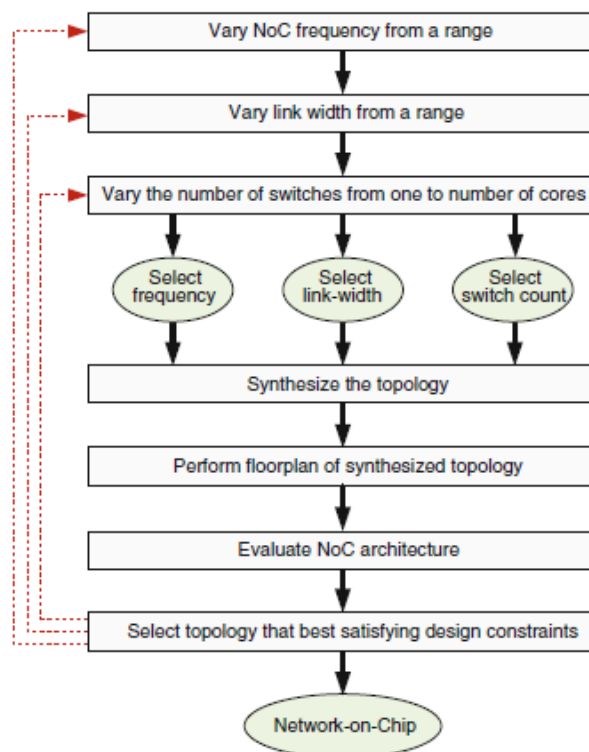 Vary NoC frequency from a range
Vary link width from a range
Vary the number of switches from one to number of cores
Select
frequency
Select
link-width
Select
switch count
Synthesize the topology
Perform floorplan of synthesized topology
Evaluate NoC architecture
Select topology that best satisfying design constraints
Network-on-Chip